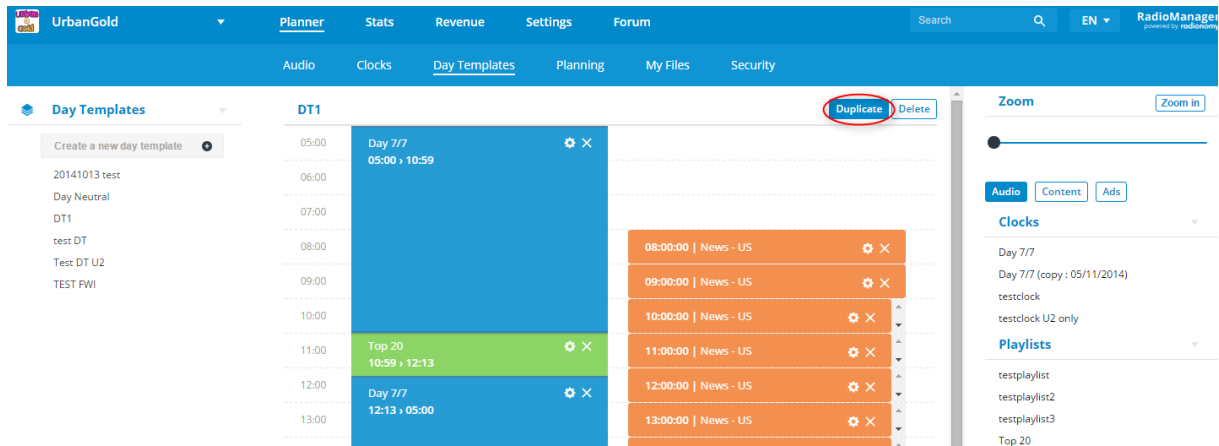 Urban
Gold
UrbanGold
Planner
Stats
Revenue
Settings
Forum
Search
EN
RadioManager
powered by radionomy
Audio
Clocks
Day Templates
Planning
My Files
Security
Day Templates
Create a new day template
20141013 test
Day Neutral
DT1
test DT
Test DT U2
TEST FWI
DT1
Duplicate
Delete
05:00
06:00
07:00
08:00
09:00
10:00
11:00
12:00
13:00
Day 7/7
05:00 › 10:59
Top 20
10:59 › 12:13
Day 7/7
12:13 › 05:00
08:00:00 | News - US
09:00:00 | News - US
10:00:00 | News - US
11:00:00 | News - US
12:00:00 | News - US
13:00:00 | News - US
Zoom
Zoom in
Audio
Content
Ads
Clocks
Day 7/7
Day 7/7 (copy : 05/11/2014)
testclock
testclock U2 only
Playlists
testplaylist
testplaylist2
testplaylist3
Top 20